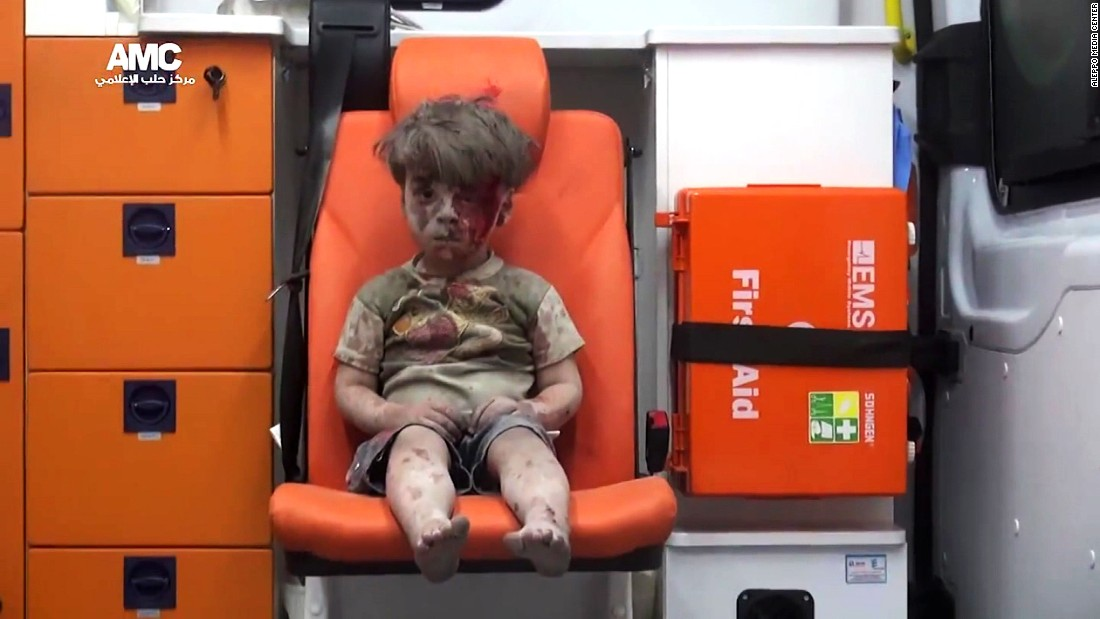 AMC
مركز حلب الإعلامي
ALEPPO MEDIA CENTER
EMS
First Aid
SÖHNGEN